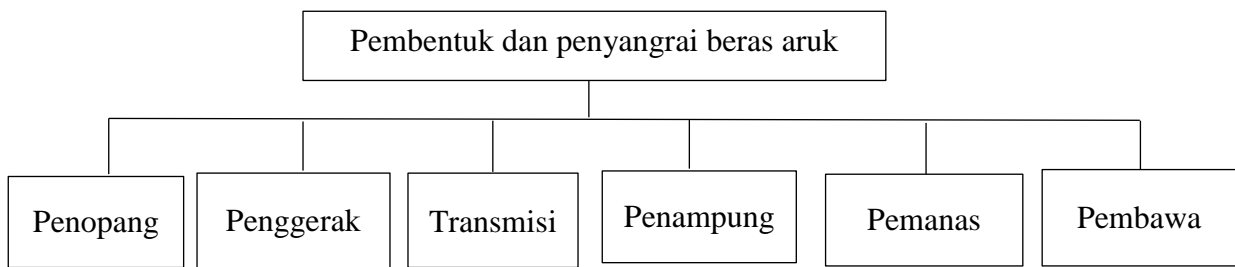 Pembentuk dan penyangrai beras aruk
Penopang
Penggerak
Transmisi
Penampung
Pemanas
Pembawa